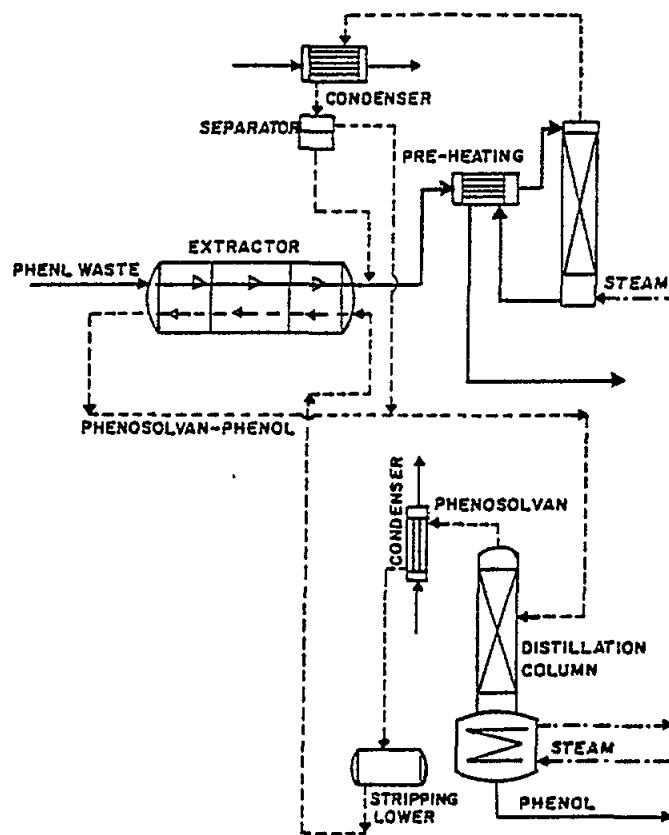 CONDENSER
SEPARATOR
PRE-HEATING
EXTRACTOR
PHENL WASTE
STEAM
PHENOSOLVAN-PHENOL
CONDENSER
PHENOSOLVAN
DISTILLATION
COLUMN
STEAM
STRIPPING
LOWER
PHENOL